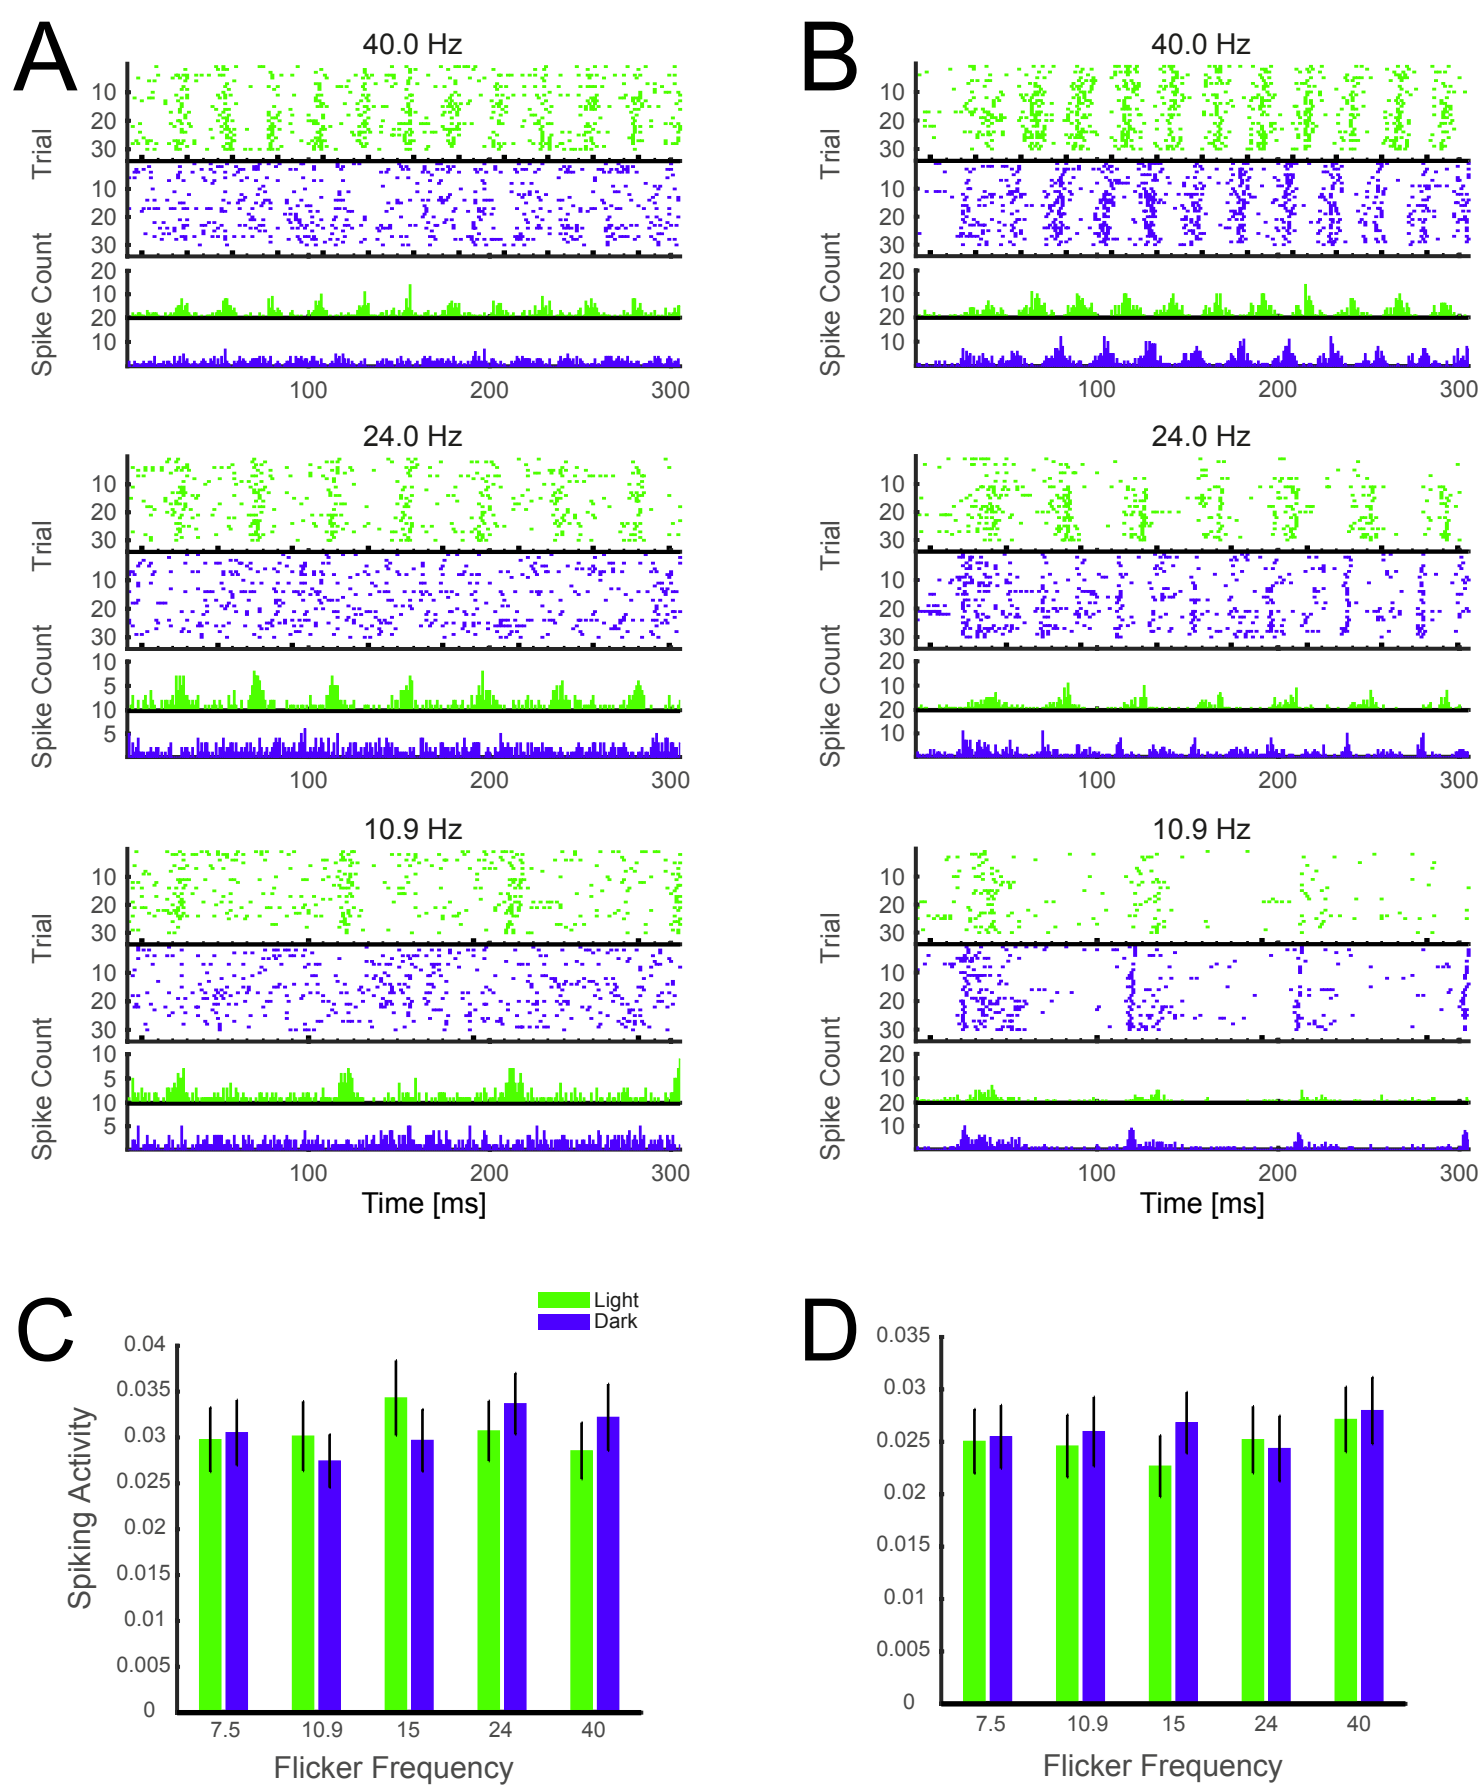 A
40.0 Hz
10
20
30
Trial
10
20
30
20
10
20
10
Spike Count
100 200 300
24.0 Hz
10
20
30
Trial
10
20
30
10
5
10
5
Spike Count
100 200 300
10.9 Hz
10
20
30
Trial
10
20
30
10
5
10
5
Spike Count
100 200 300
Time [ms]
B
40.0 Hz
10
20
30
Trial
10
20
30
20
10
20
10
Spike Count
100 200 300
24.0 Hz
10
20
30
Trial
10
20
30
20
10
20
10
Spike Count
100 200 300
10.9 Hz
10
20
30
Trial
10
20
30
20
10
20
10
Spike Count
100 200 300
Time [ms]
C
Light
Dark
0.04
0.035
0.03
0.025
0.02
0.015
0.01
0.005
0
Spiking Activity
7.5 10.9 15 24 40
Flicker Frequency
D
0.035
0.03
0.025
0.02
0.015
0.01
0.005
0
7.5 10.9 15 24 40
Flicker Frequency